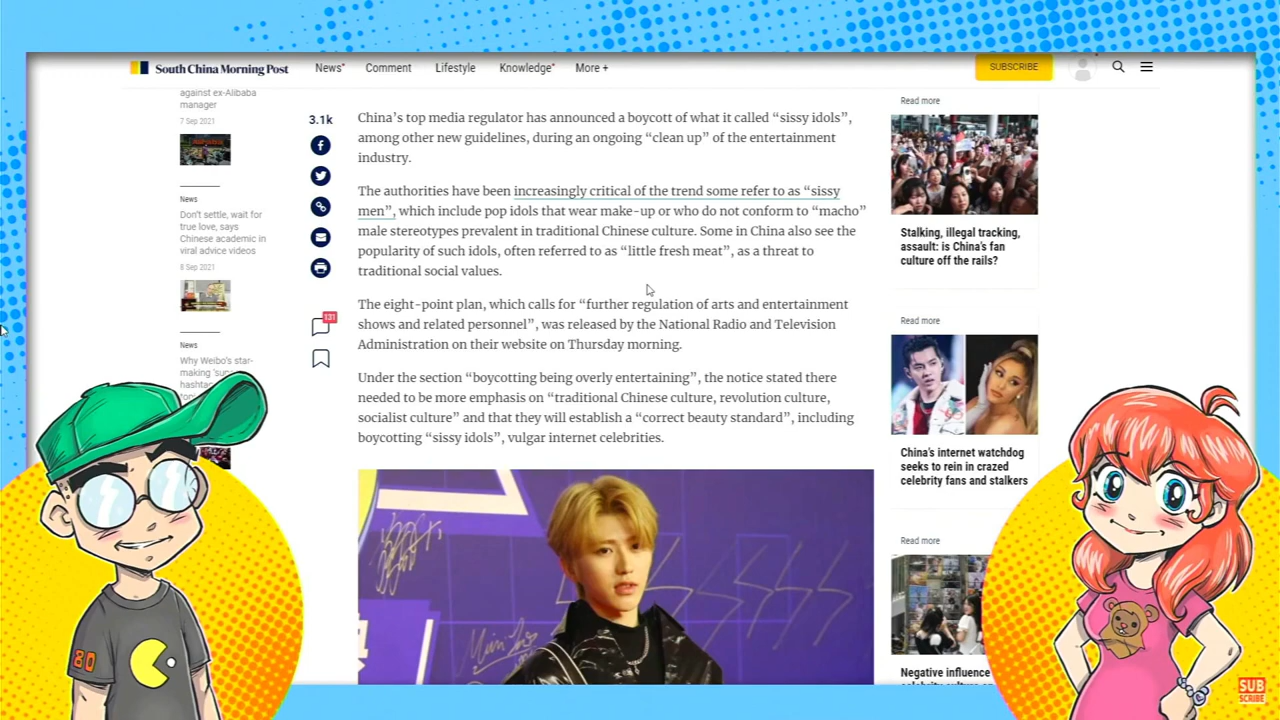 South China Morning Post
News
Comment
Lifestyle
Knowledge
More +
SUBSCRIBE
against ex-Alibaba
manager
7 Sep 2021
News
Don't settle, wait for
true love, says
Chinese academic in
viral advice videos
8 Sep 2021
News
Why Weibo's star-
making
3.1k
131
China's top media regulator has announced a boycott of what it called "sissy idols",
among other new guidelines, during an ongoing "clean up" of the entertainment
industry.
The authorities have been increasingly critical of the trend some refer to as "sissy
men", which include pop idols that wear make-up or who do not conform to "macho"
male stereotypes prevalent in traditional Chinese culture. Some in China also see the
popularity of such idols, often referred to as "little fresh meat", as a threat to
traditional social values.
The eight-point plan, which calls for "further regulation of arts and entertainment
shows and related personnel", was released by the National Radio and Television
Administration on their website on Thursday morning.
Under the section "boycotting being overly entertaining", the notice stated there
needed to be more emphasis on "traditional Chinese culture, revolution culture,
socialist culture" and that they will establish a "correct beauty standard", including
boycotting "sissy idols", vulgar internet celebrities.
Read more
Stalking, illegal tracking,
assault: is China's fan
culture off the rails?
Read more
China's internet watchdog
seeks to rein in crazed
celebrity fans and stalkers
Read more
Negative influence
80
SUB
SCRIBE